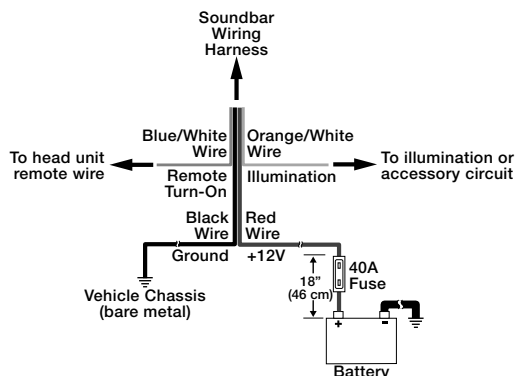 Soundbar
Wiring
Harness
Blue/White
Wire
Orange/White
Wire
To head unit
remote wire
Remote
Turn-On
Illumination
To illumination or
accessory circuit
Black
Wire
Red
Wire
Ground
+12V
Vehicle Chassis
(bare metal)
18"
(46 cm)
40A
Fuse
+ -
Battery